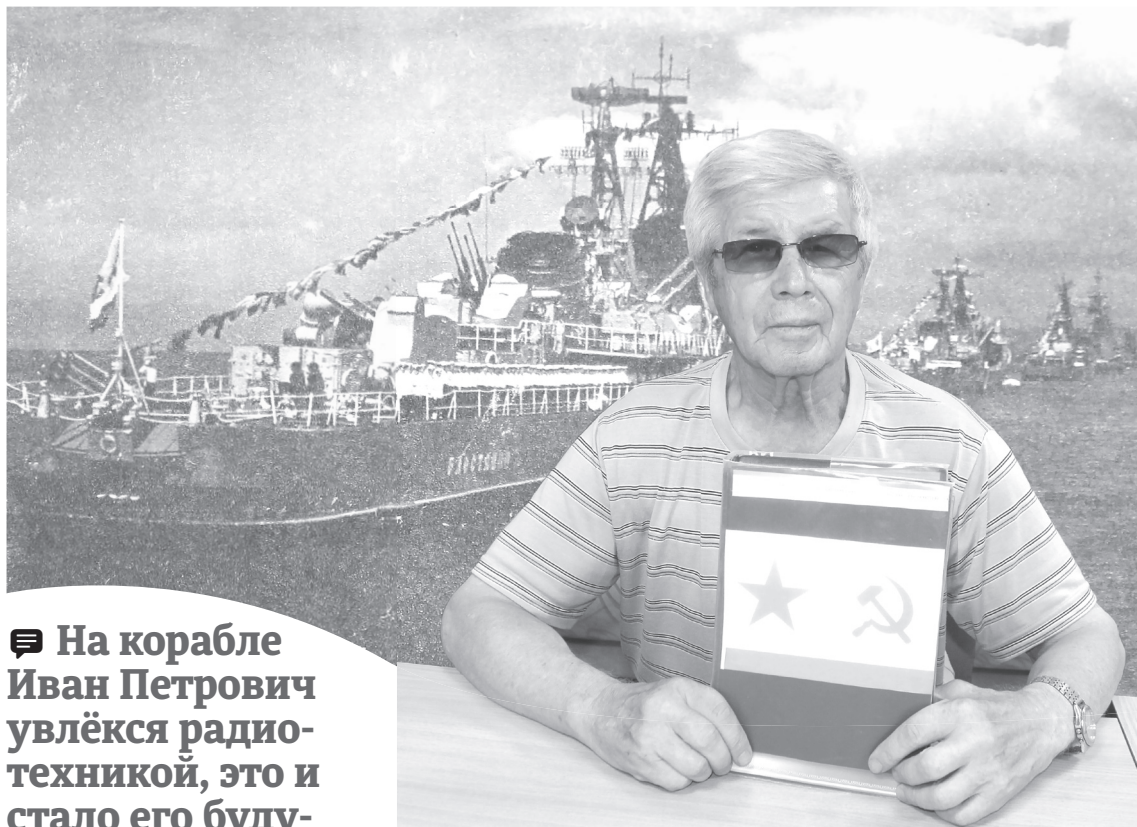 На корабле
Иван Петрович
увлёкся радио-
техникой, это и
стало его буду-